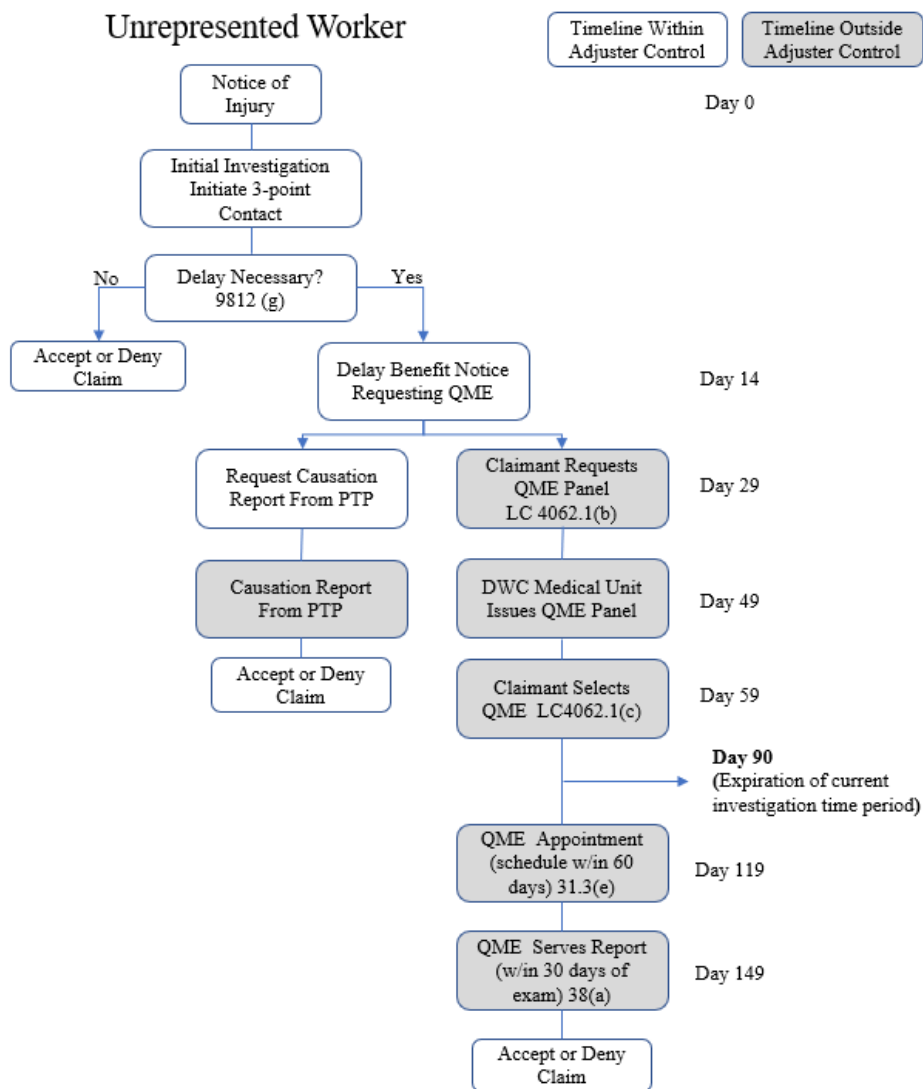 Unrepresented Worker
Timeline Within
Adjuster Control
Timeline Outside
Adjuster Control
Notice of
Injury
Day 0
Initial Investigation
Initiate 3-point
Contact
No
Delay Necessary?
9812 (g)
Yes
Accept or Deny
Claim
Delay Benefit Notice
Requesting QME
Day 14
Request Causation
Report From PTP
Claimant Requests
QME Panel
LC 4062.1(b)
Day 29
Causation Report
From PTP
DWC Medical Unit
Issues QME Panel
Day 49
Accept or Deny
Claim
Claimant Selects
QME LC4062.1(c)
Day 59
Day 90
(Expiration of current
investigation time period)
QME Appointment
(schedule w/in 60
days) 31.3(e)
Day 119
QME Serves Report
(w/in 30 days of
exam) 38(a)
Day 149
Accept or Deny
Claim